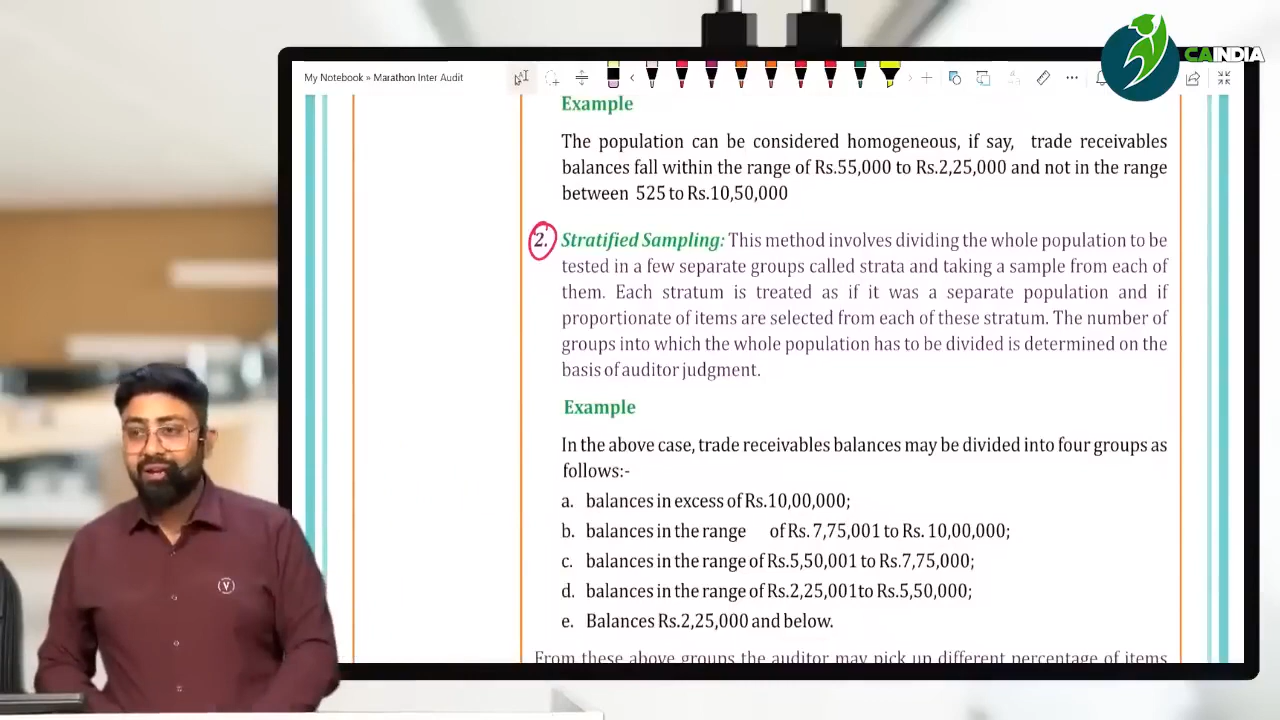 CAINDIA
My Notebook » Marathon Inter Audit
Example
The population can be considered homogeneous, if say, trade receivables
balances fall within the range of Rs.55,000 to Rs.2,25,000 and not in the range
between 525 to Rs.10,50,000
2. Stratified Sampling: This method involves dividing the whole population to be
tested in a few separate groups called strata and taking a sample from each of
them. Each stratum is treated as if it was a separate population and if
proportionate of items are selected from each of these stratum. The number of
groups into which the whole population has to be divided is determined on the
basis of auditor judgment.
Example
In the above case, trade receivables balances may be divided into four groups as
follows:-
a. balances in excess of Rs.10,00,000;
b. balances in the range of Rs. 7,75,001 to Rs. 10,00,000;
c. balances in the range of Rs.5,50,001 to Rs.7,75,000;
d. balances in the range of Rs.2,25,001to Rs.5,50,000;
e. Balances Rs.2,25,000 and below.
From these above groups the auditor may pick up different percentage of items
V